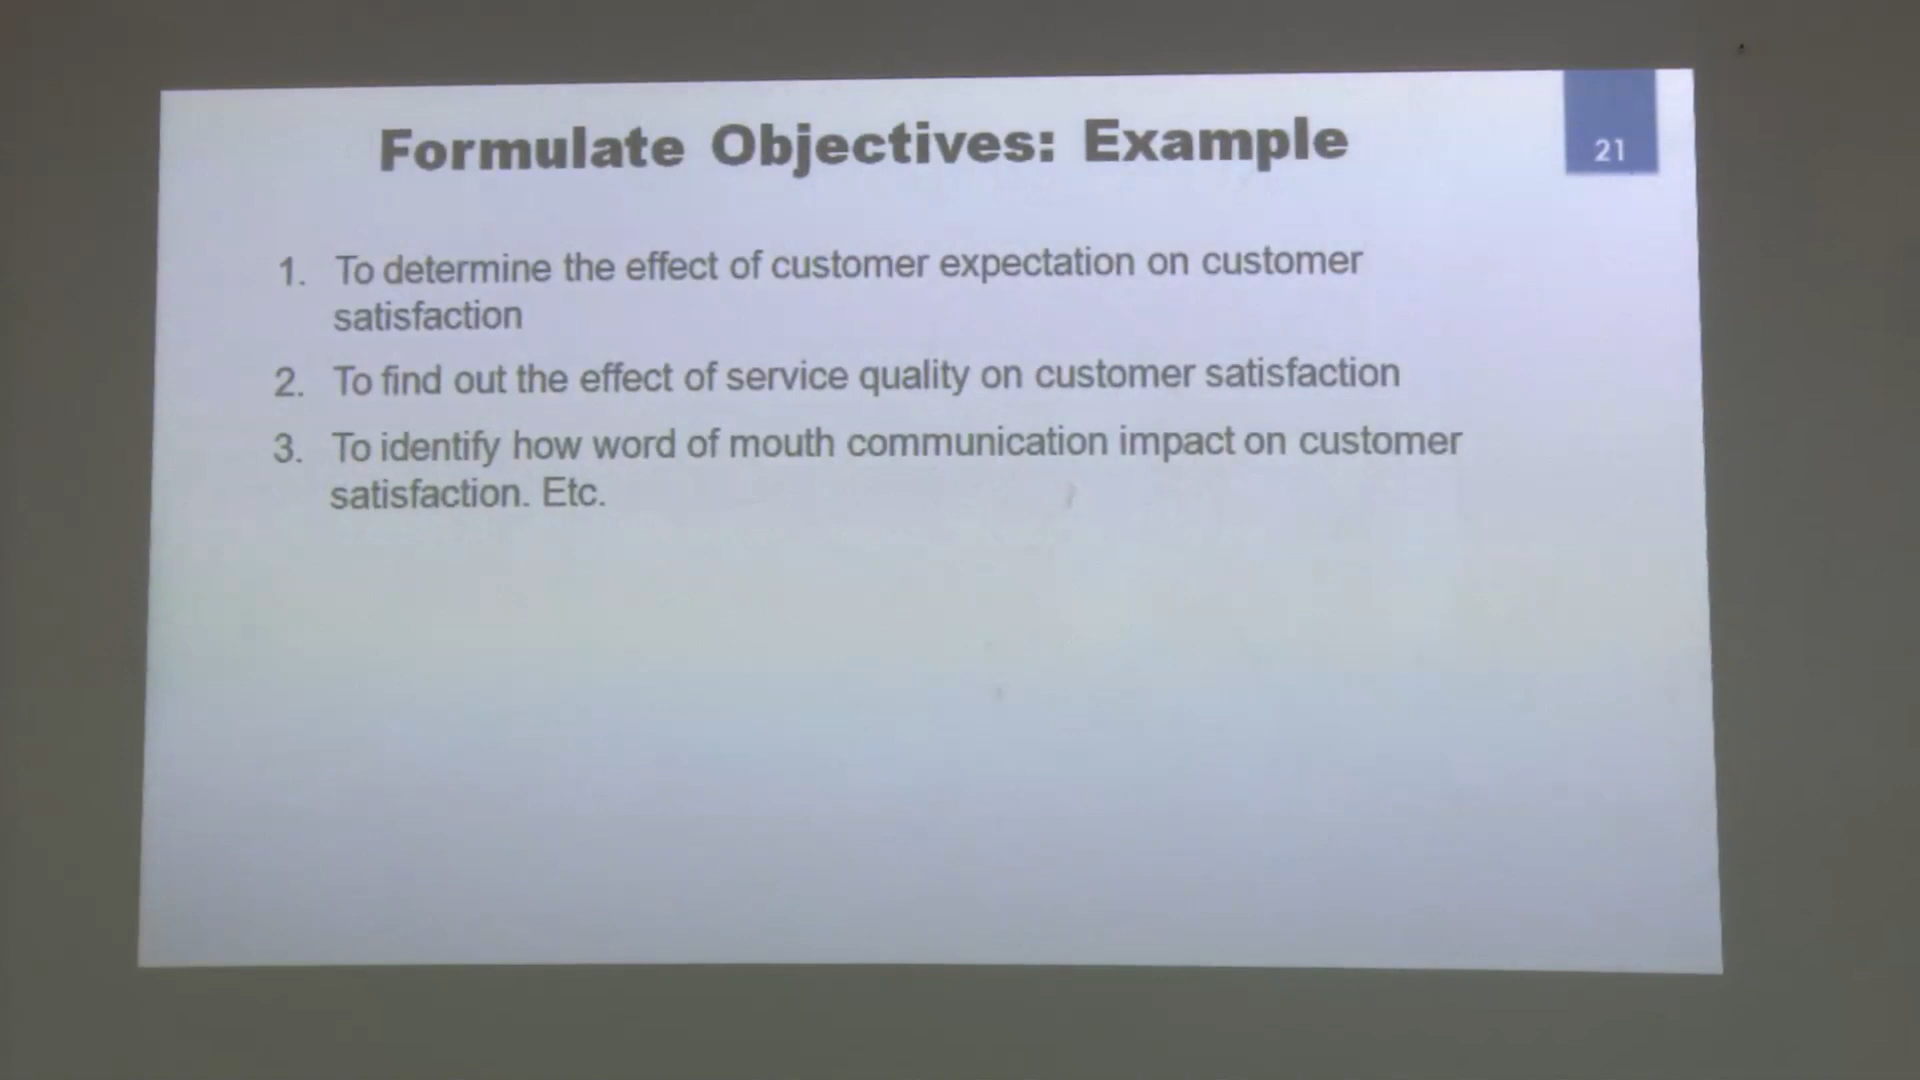 Formulate Objectives: Example
21
1. To determine the effect of customer expectation on customer
satisfaction
2. To find out the effect of service quality on customer satisfaction
3. To identify how word of mouth communication impact on customer
satisfaction. Etc.